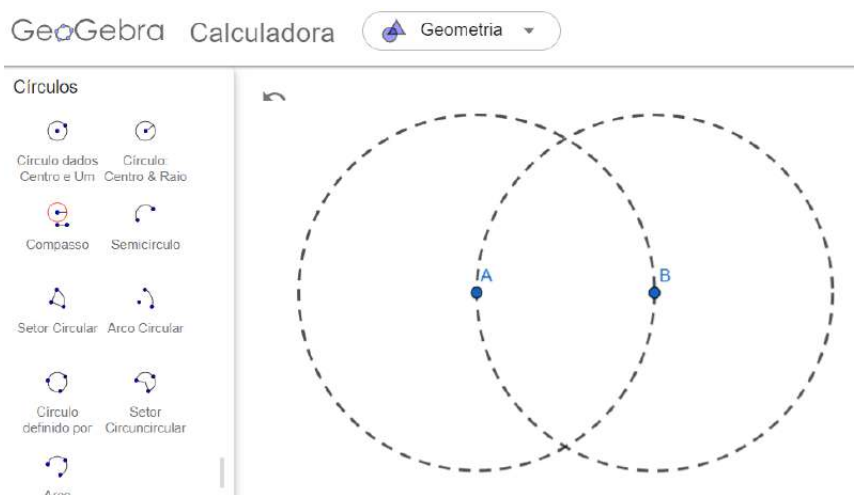 GeoGebra Calculadora Geometria
Círculos
Círculo dados Círculo:
Centro e Um Centro & Raio
Compasso Semicírculo
Setor Circular Arco Circular
Círculo Setor
definido por Circuncircular
A
B